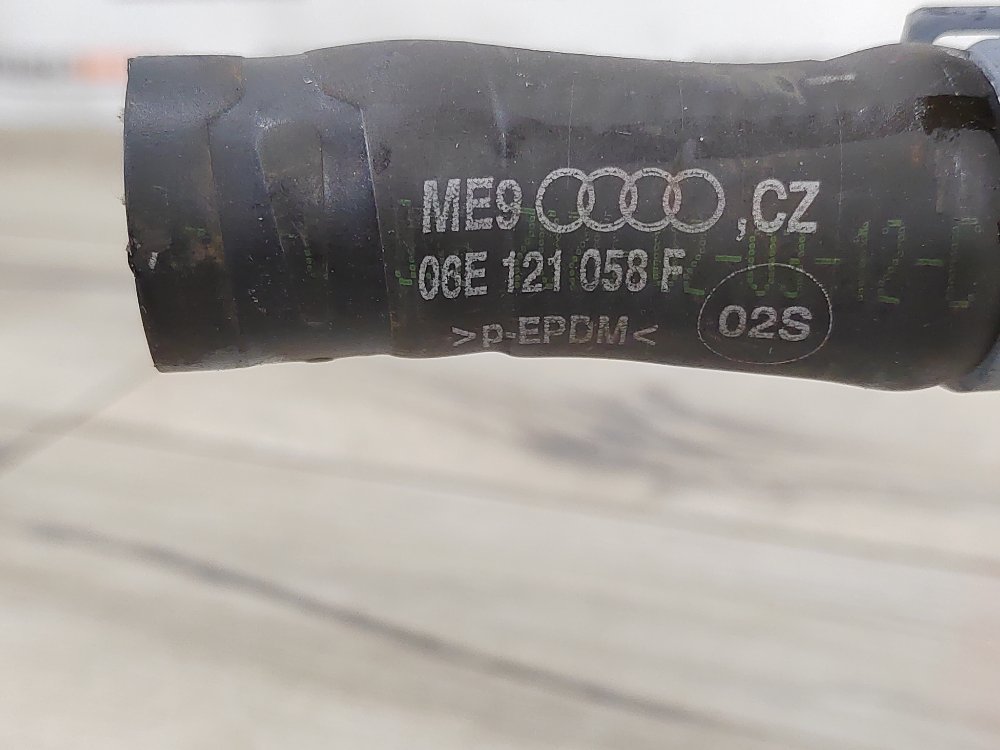 ME9 ,CZ
06E 121 058 F
>p-EPDM<
02S